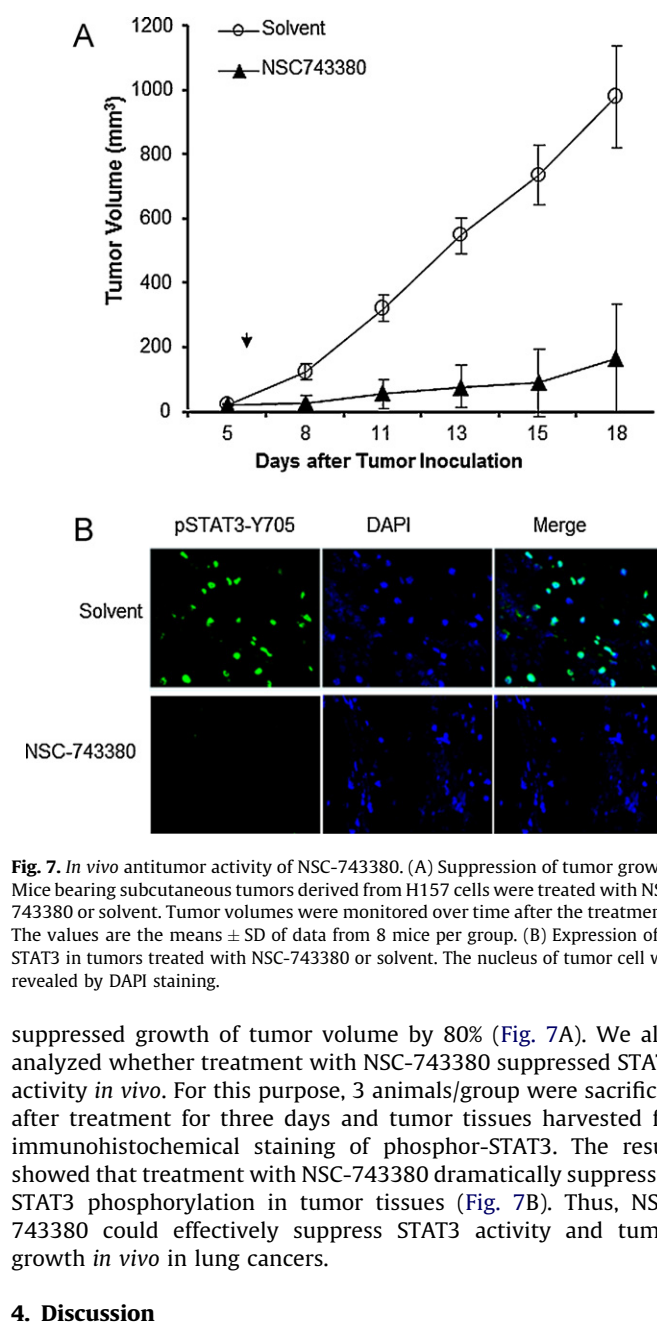 A
Solvent
NSC743380
Tumor Volume (mm³)
1200
1000
800
600
400
200
0
5 8 11 13 15 18
Days after Tumor Inoculation
B
pSTAT3-Y705 DAPI Merge
Solvent
NSC-743380
Fig. 7. In vivo antitumor activity of NSC-743380. (A) Suppression of tumor grow
Mice bearing subcutaneous tumors derived from H157 cells were treated with NS
743380 or solvent. Tumor volumes were monitored over time after the treatmen
The values are the means ± SD of data from 8 mice per group. (B) Expression of
STAT3 in tumors treated with NSC-743380 or solvent. The nucleus of tumor cell w
revealed by DAPI staining.
suppressed growth of tumor volume by 80% (Fig. 7A). We al
analyzed whether treatment with NSC-743380 suppressed STAT
activity in vivo. For this purpose, 3 animals/group were sacrific
after treatment for three days and tumor tissues harvested f
immunohistochemical staining of phosphor-STAT3. The resu
showed that treatment with NSC-743380 dramatically suppress
STAT3 phosphorylation in tumor tissues (Fig. 7B). Thus, NS
743380 could effectively suppress STAT3 activity and tum
growth in vivo in lung cancers.
4. Discussion